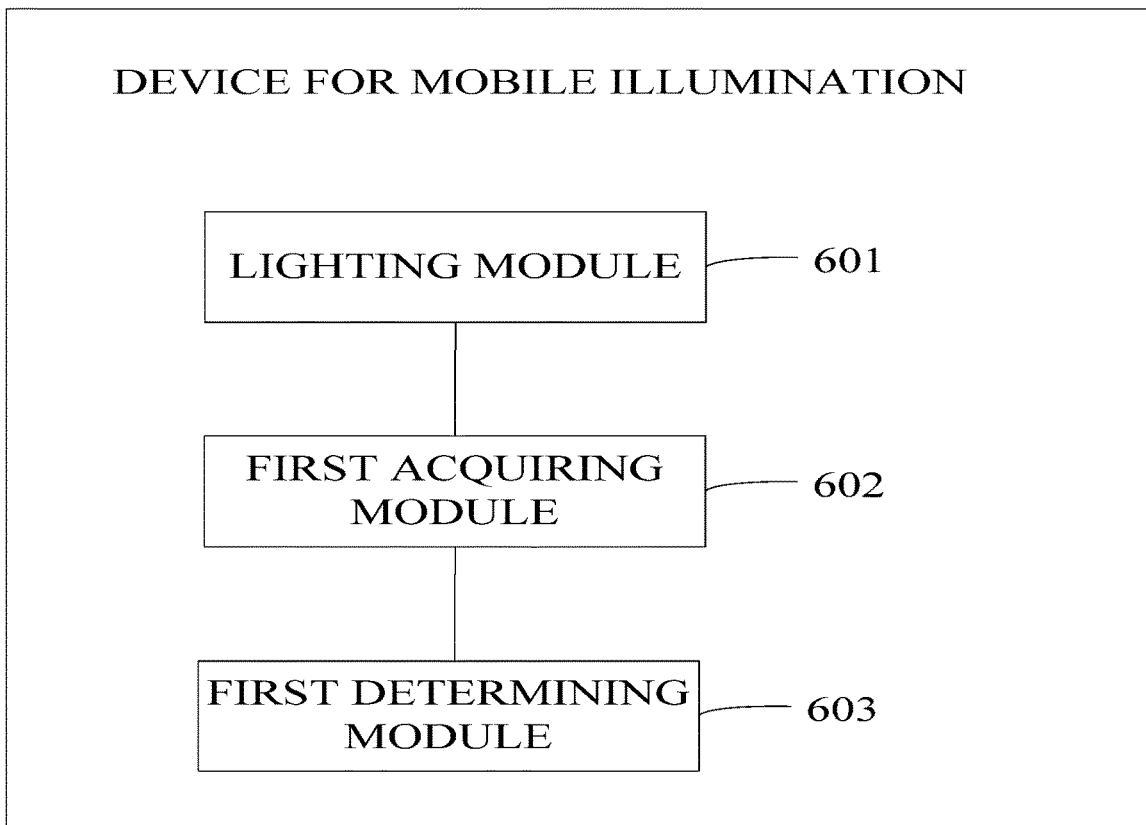 DEVICE FOR MOBILE ILLUMINATION
LIGHTING MODULE
601
FIRST ACQUIRING
MODULE
602
FIRST DETERMINING
MODULE
603